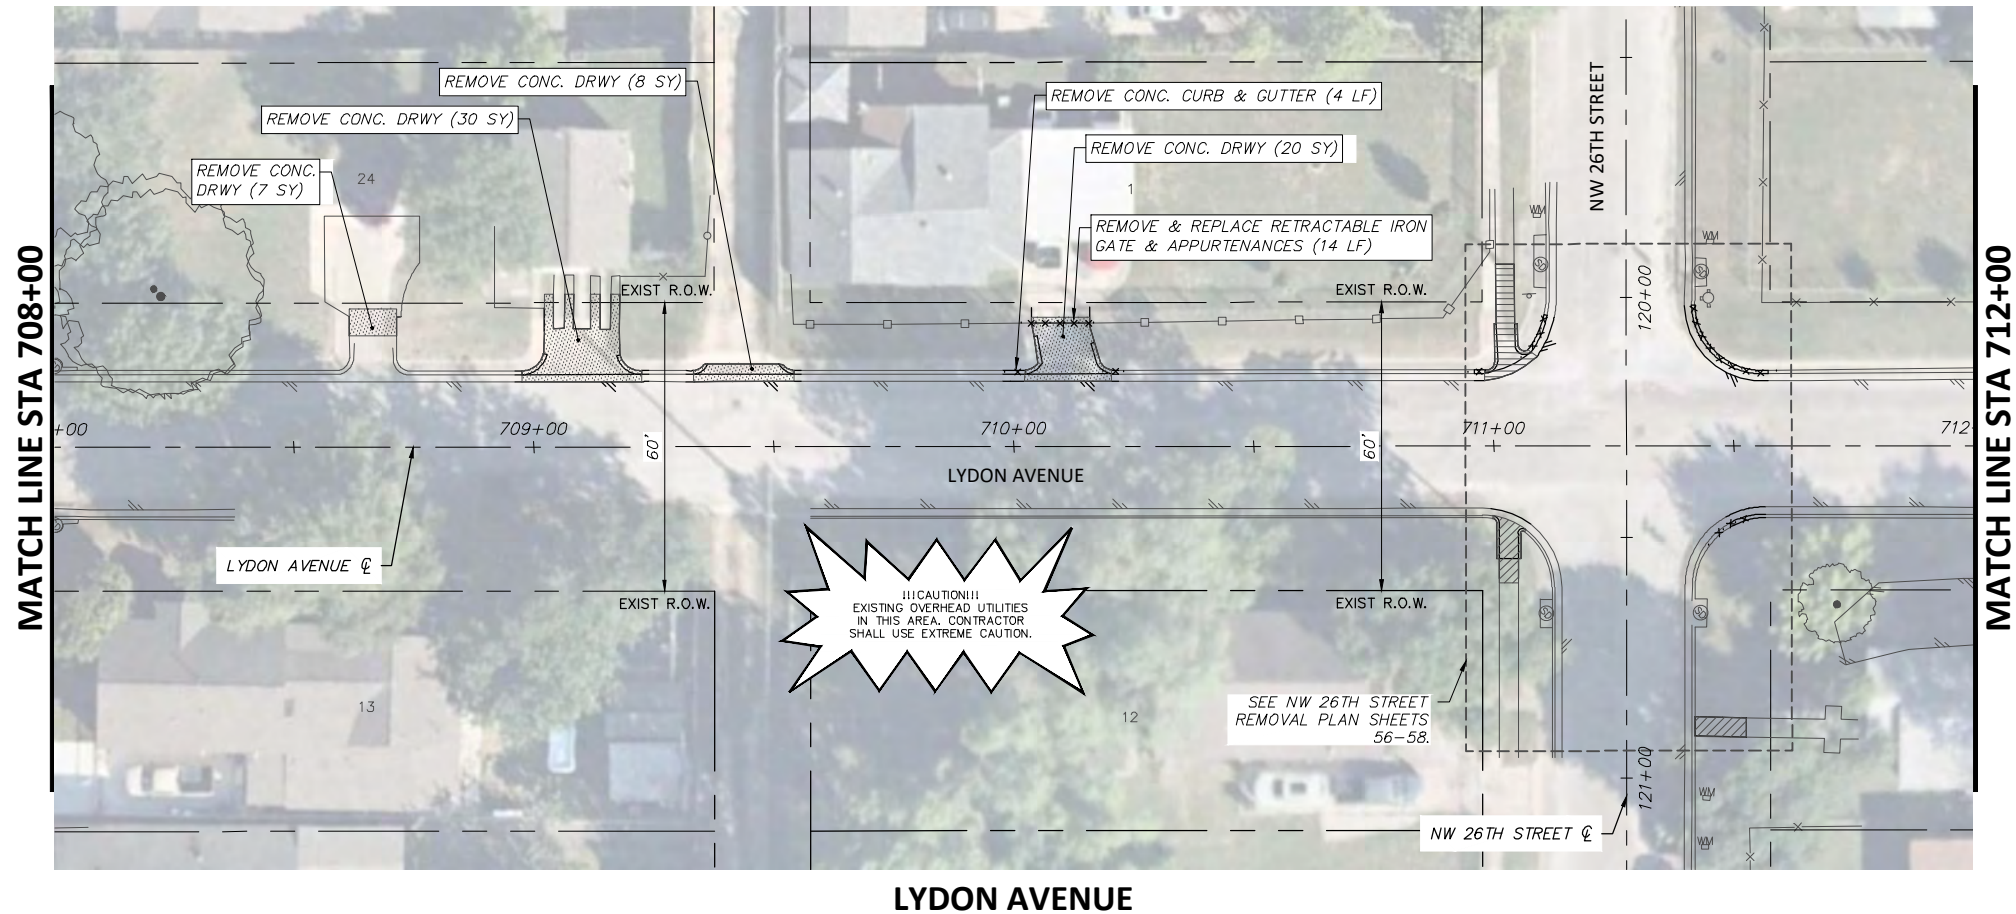 REMOVE CONC. DRWY (8 SY)
REMOVE CONC. DRWY (30 SY)
REMOVE CONC.
DRWY (7 SY)
24
REMOVE CONC. CURB & GUTTER (4 LF)
REMOVE CONC. DRWY (20 SY)
1
REMOVE & REPLACE RETRACTABLE IRON
GATE & APPURTENANCES (14 LF)
NW 26TH STREET
WM
WM
EXIST R.O.W.
EXIST R.O.W.
120+00
MATCH LINE STA 708+00
MATCH LINE STA 712+00
+00
709+00
710+00
711+00
712
60'
60'
LYDON AVENUE
LYDON AVENUE ℄
EXIST R.O.W.
EXIST R.O.W.
!!!CAUTION!!!
EXISTING OVERHEAD UTILITIES
IN THIS AREA. CONTRACTOR
SHALL USE EXTREME CAUTION.
13
12
SEE NW 26TH STREET
REMOVAL PLAN SHEETS
56-58.
121+00
WM
NW 26TH STREET ℄
WM
LYDON AVENUE